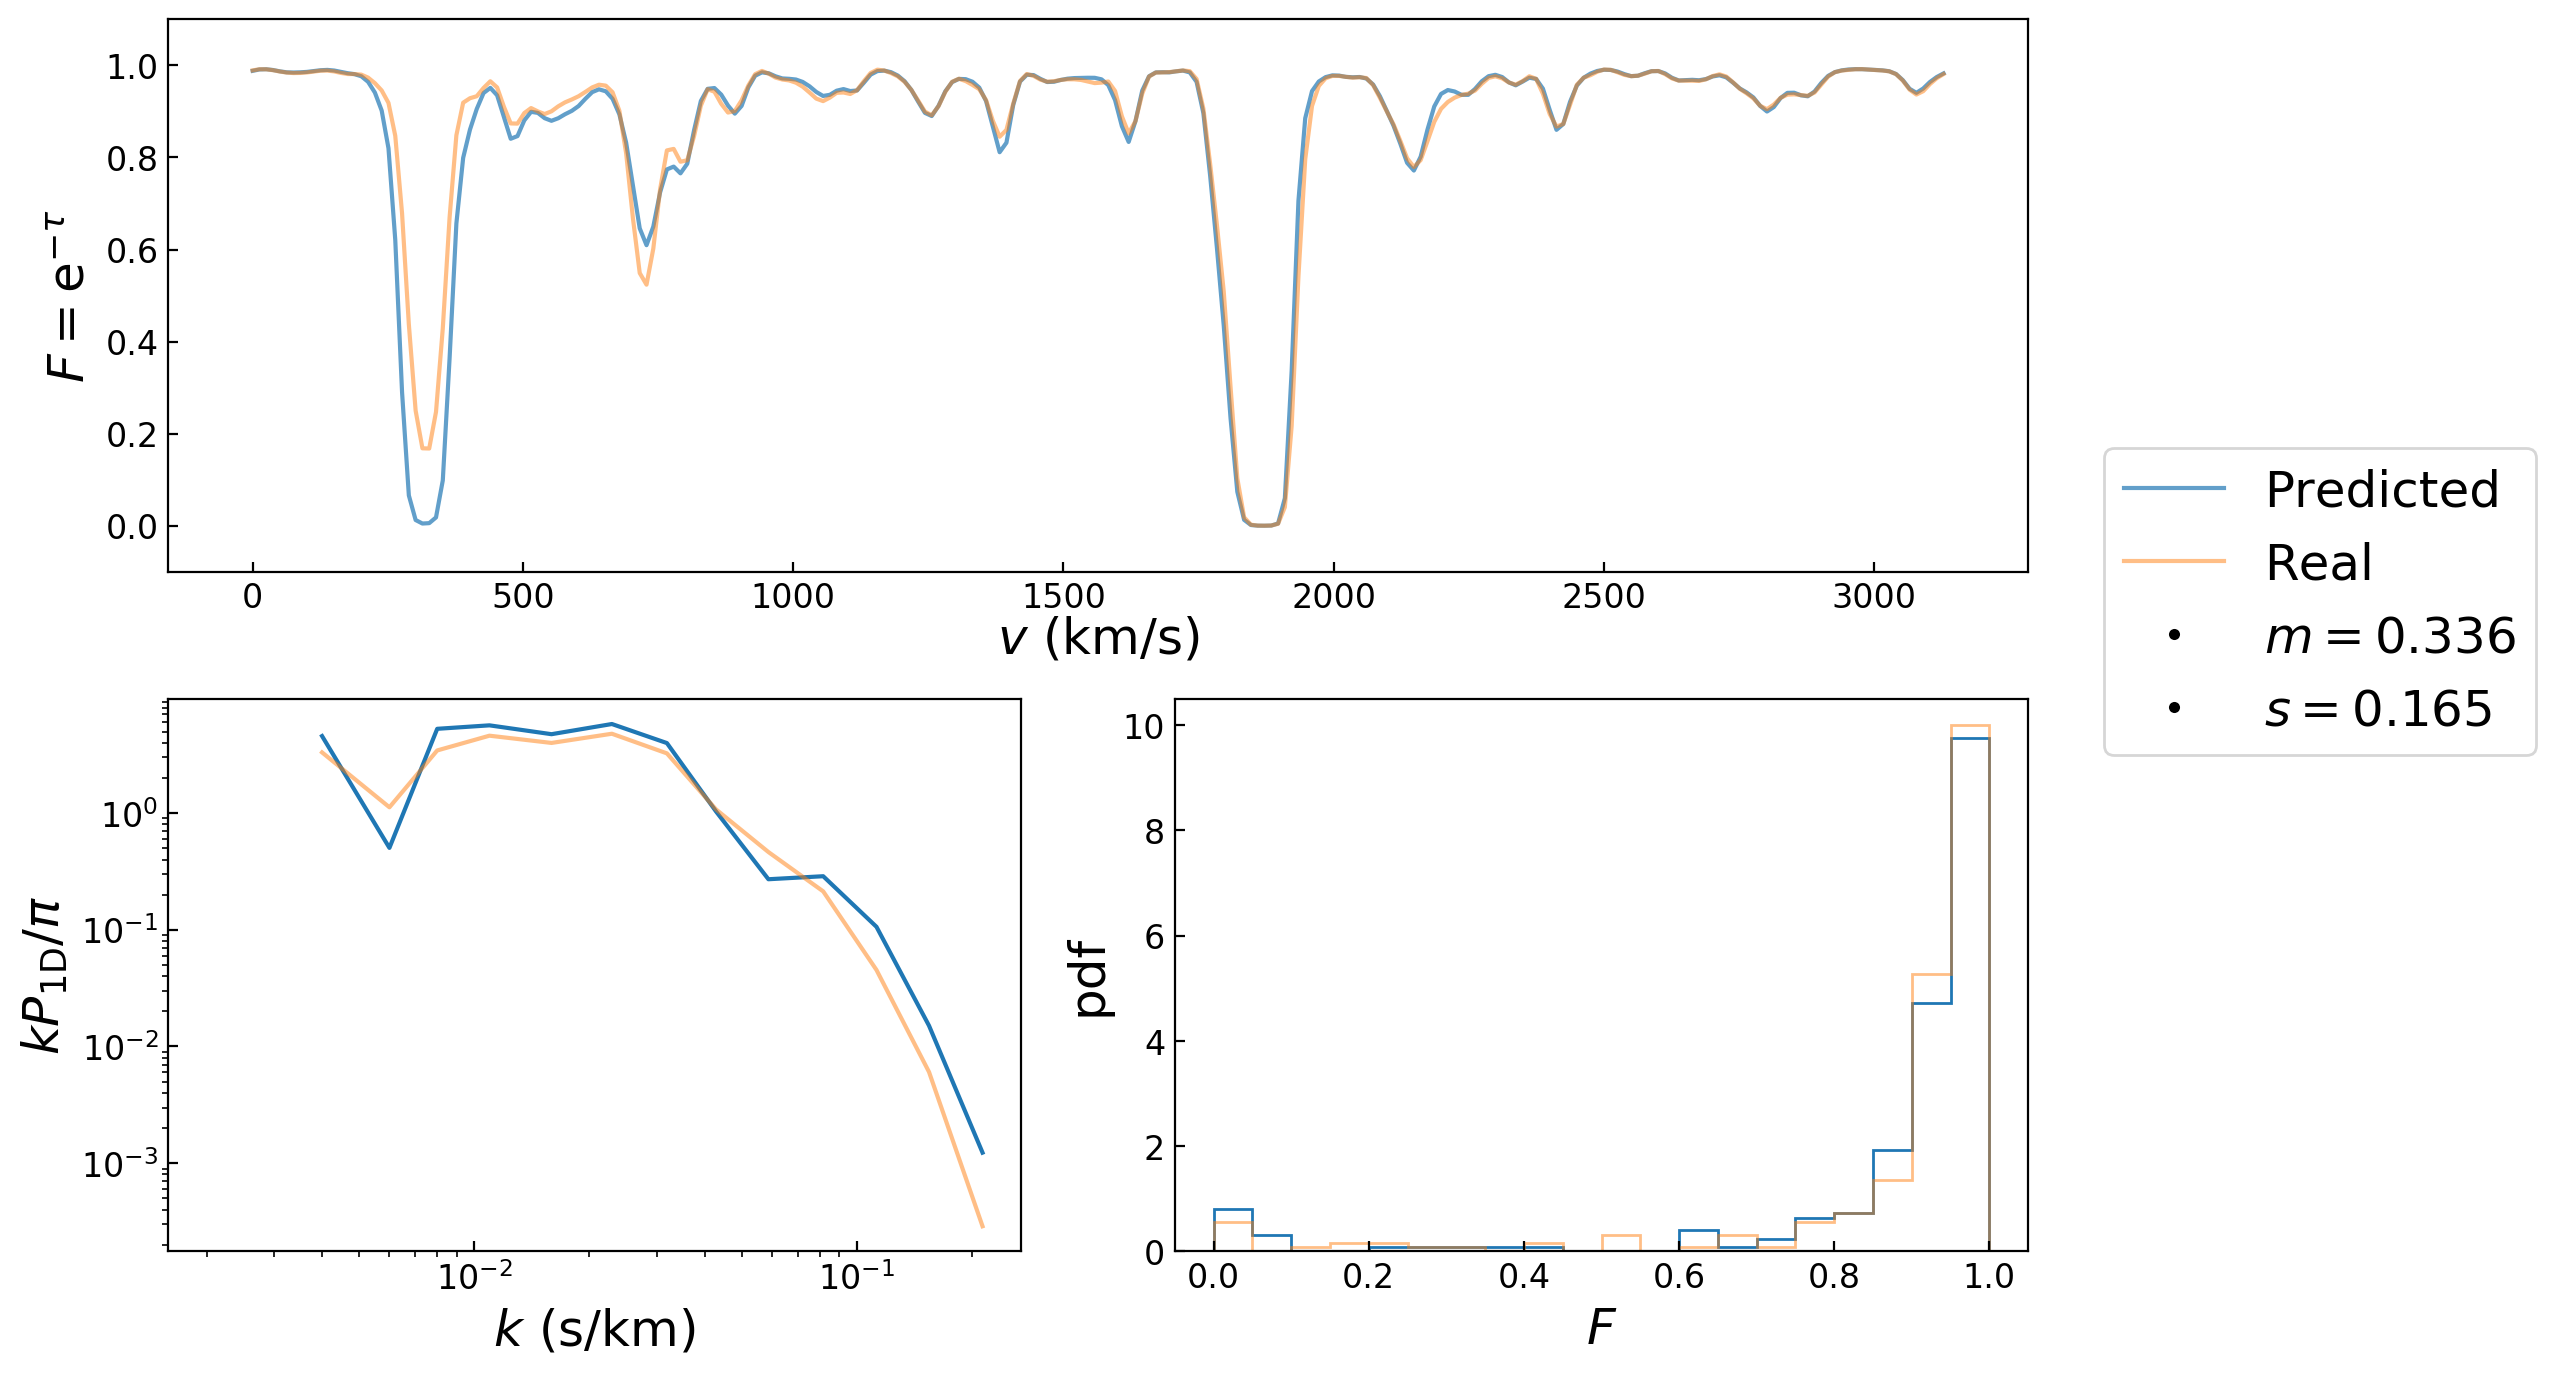 F = e^{−τ}
1.0
0.8
0.6
0.4
0.2
0.0
0 500 1000 1500 2000 2500 3000
v (km/s)
Predicted
Real
m = 0.336
s = 0.165
kP_{1D}/π
10^0
10^{−1}
10^{−2}
10^{−3}
10^{−2} 10^{−1}
k (s/km)
pdf
10
8
6
4
2
0
0.0 0.2 0.4 0.6 0.8 1.0
F